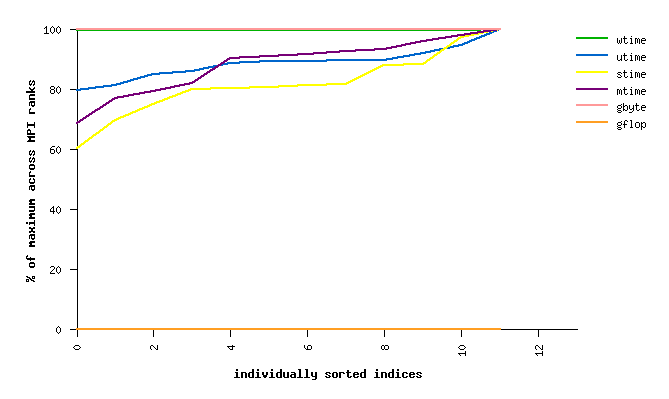 100
80
60
40
20
0
% of maximum across MPI ranks
0
2
4
6
8
10
12
individually sorted indices
wtime
utime
stime
mtime
gbyte
gflop